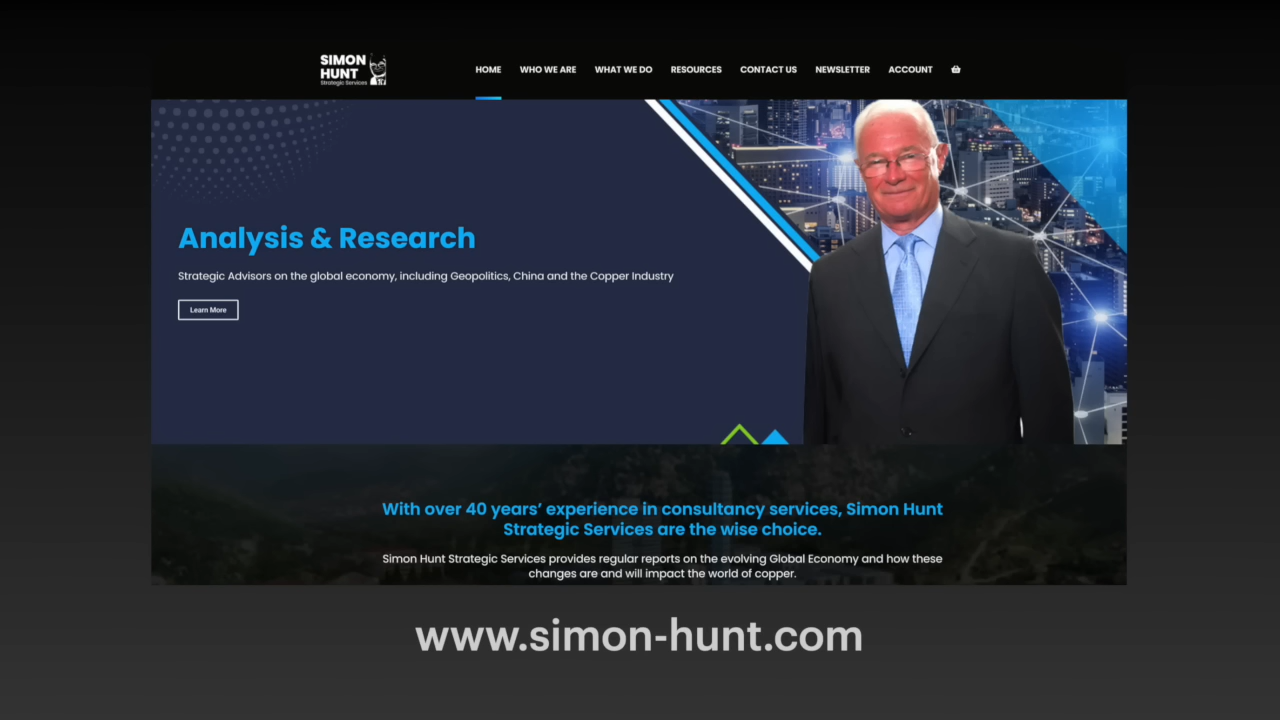 SIMON
HUNT
Strategic Services
HOME WHO WE ARE WHAT WE DO RESOURCES CONTACT US NEWSLETTER ACCOUNT
Analysis & Research
Strategic Advisors on the global economy, including Geopolitics, China and the Copper Industry
Learn More
With over 40 years’ experience in consultancy services, Simon Hunt
Strategic Services are the wise choice.
Simon Hunt Strategic Services provides regular reports on the evolving Global Economy and how these
changes are and will impact the world of copper.
www.simon-hunt.com